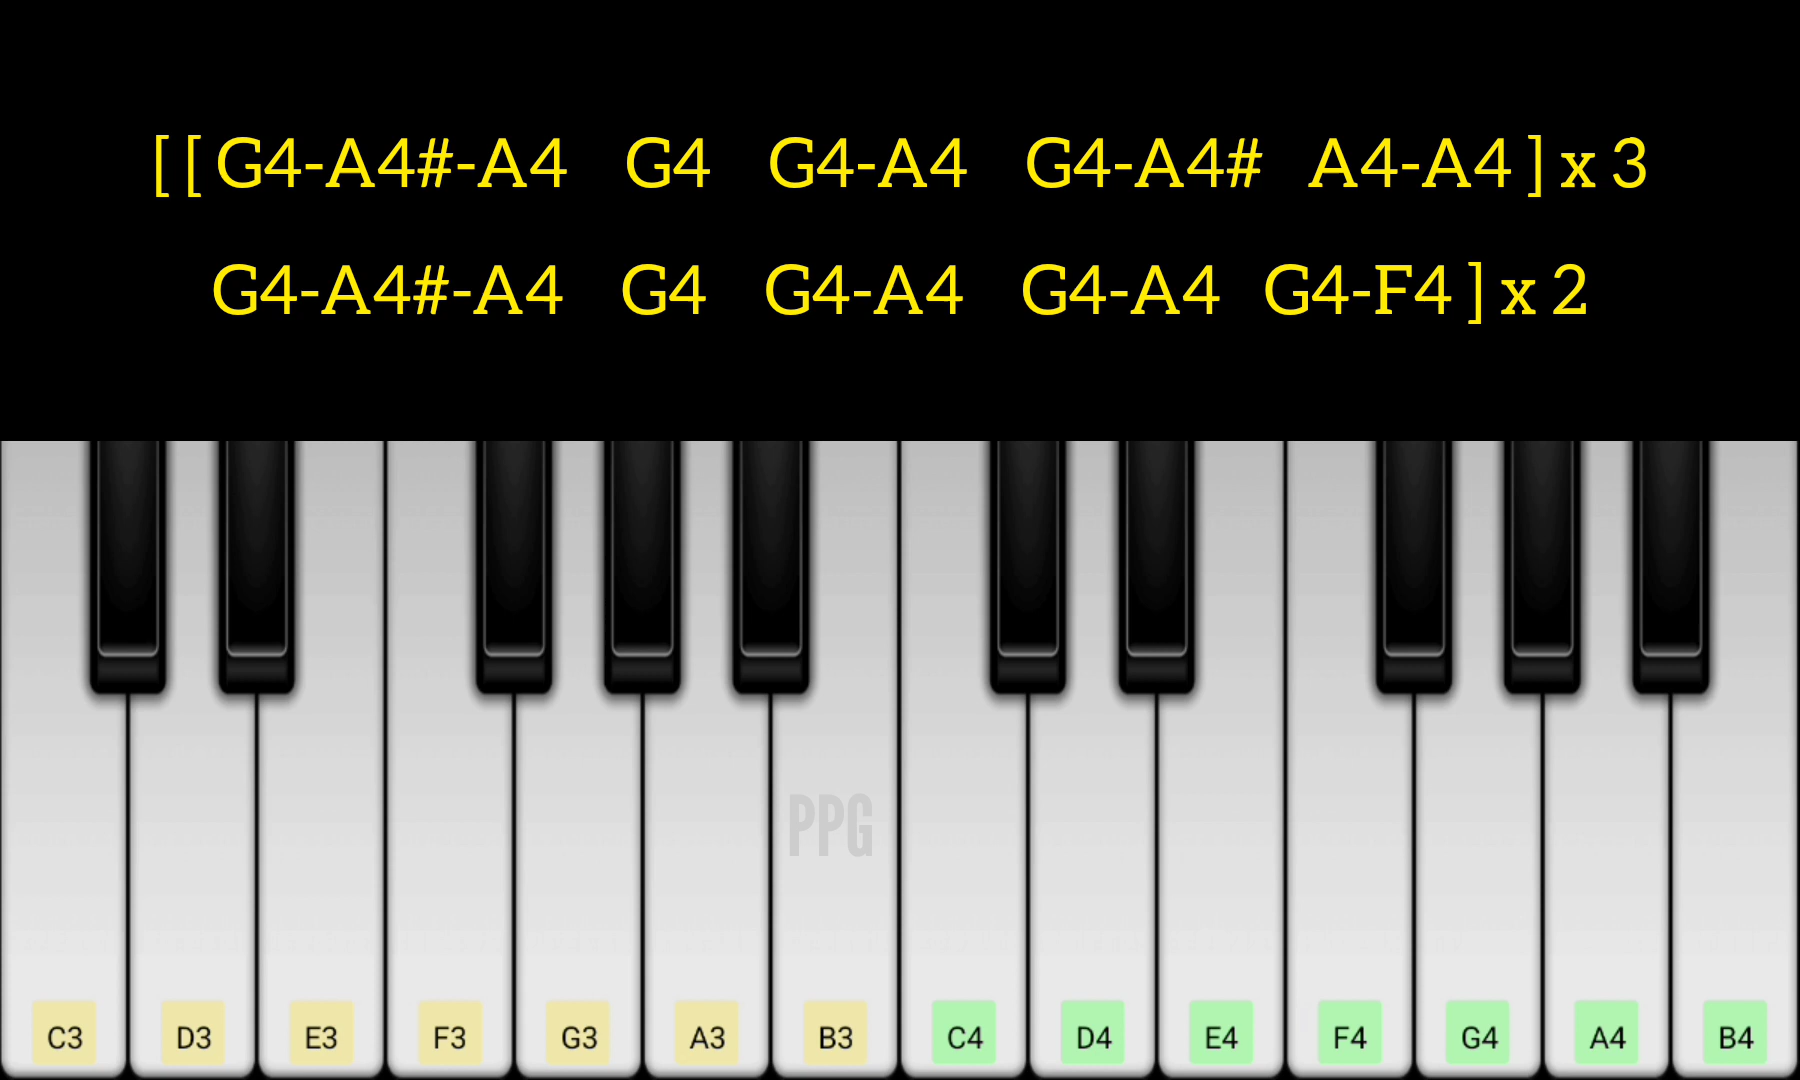 [ [ G4-A4#-A4 G4 G4-A4 G4-A4# A4-A4 ] x 3
G4-A4#-A4 G4 G4-A4 G4-A4 G4-F4 ] x 2
PPG
C3 D3 E3 F3 G3 A3 B3 C4 D4 E4 F4 G4 A4 B4